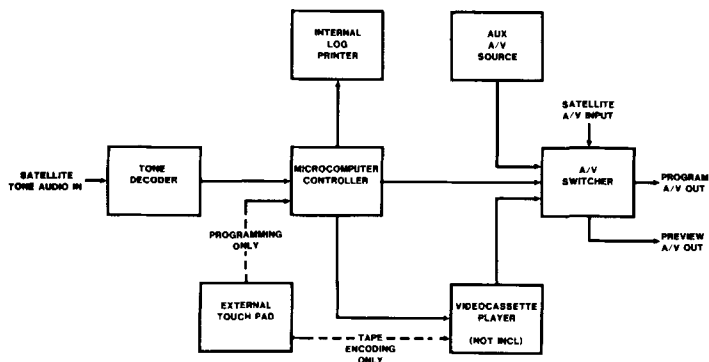 INTERNAL
LOG
PRINTER
AUX
A/V
SOURCE
SATELLITE
A/V INPUT
SATELLITE
TONE AUDIO IN
TONE
DECODER
MICROCOMPUTER
CONTROLLER
A/V
SWITCHER
PROGRAM
A/V OUT
PREVIEW
A/V OUT
PROGRAMMING
ONLY
EXTERNAL
TOUCH PAD
TAPE
ENCODING
ONLY
VIDEOCASSETTE
PLAYER
(NOT INCL)